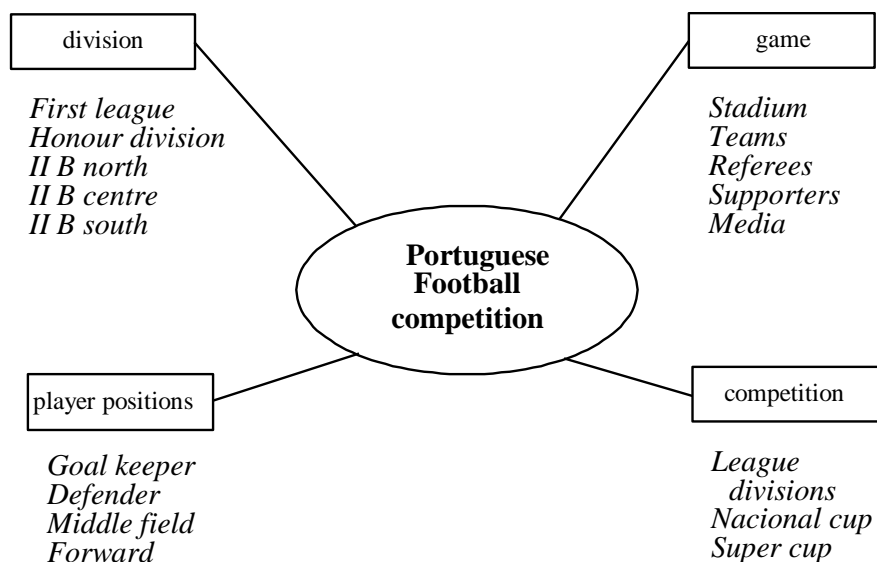 division
First league
Honour division
II B north
II B centre
II B south
game
Stadium
Teams
Referees
Supporters
Media
Portuguese
Football
competition
player positions
Goal keeper
Defender
Middle field
Forward
competition
League
divisions
Nacional cup
Super cup